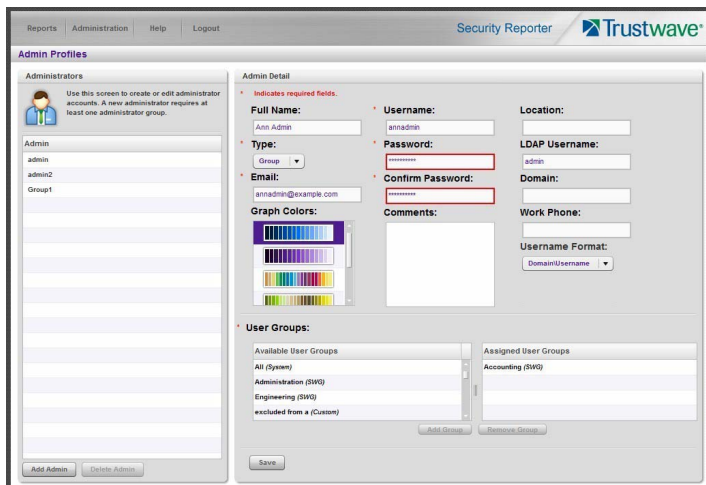 Reports Administration Help Logout
Security Reporter Trustwave®
Admin Profiles
Administrators
Use this screen to create or edit administrator
accounts. A new administrator requires at
least one administrator group.
Admin
admin
admin2
Group1
Add Admin Delete Admin
Admin Detail
* Indicates required fields.
Full Name: * Username: Location:
Ann Admin annadmin
* Type: * Password: LDAP Username:
Group ********** admin
* Email: * Confirm Password: Domain:
annadmin@example.com **********
Graph Colors: Comments: Work Phone:
Username Format:
Domain\Username
* User Groups:
Available User Groups Assigned User Groups
All (System) Accounting (SWG)
Administration (SWG)
Engineering (SWG)
excluded from a (Custom)
Add Group Remove Group
Save